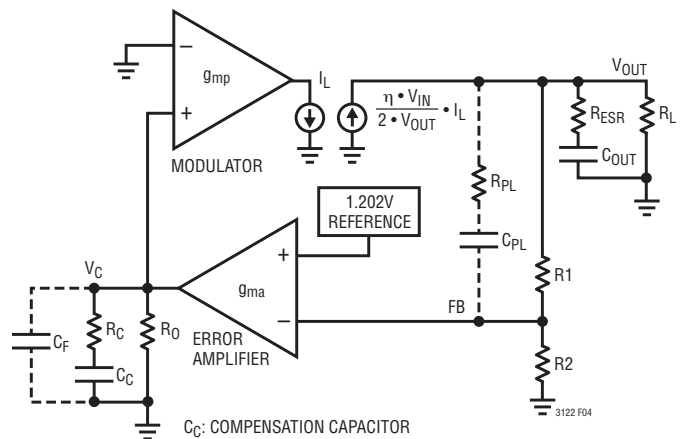 −
g_mp
+
MODULATOR
I_L
η • V_IN
2 • V_OUT
• I_L
V_OUT
R_ESR
R_L
C_OUT
R_PL
C_PL
1.202V
REFERENCE
+
g_ma
−
ERROR
AMPLIFIER
FB
R1
R2
V_C
C_F
R_C
C_C
R_O
C_C: COMPENSATION CAPACITOR
3122 F04